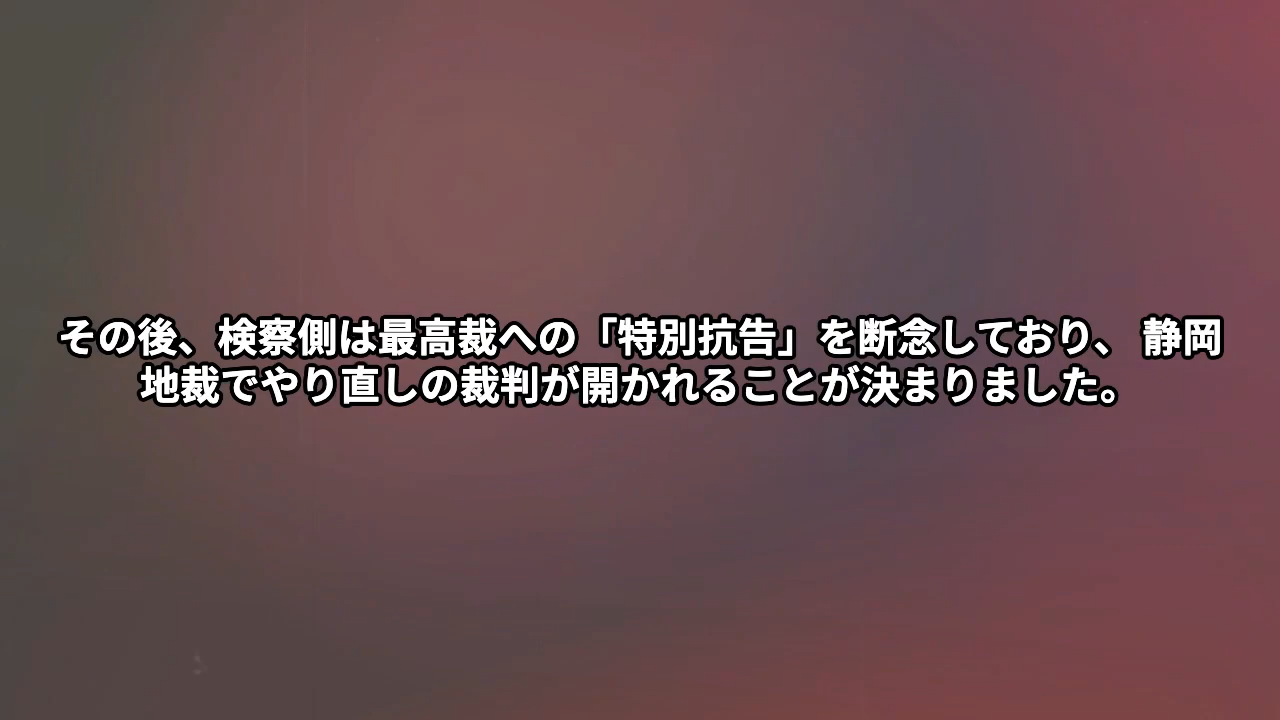 その後、検察側は最高裁への「特別抗告」を断念しており、 静岡
地裁でやり直しの裁判が開かれることが決まりました。